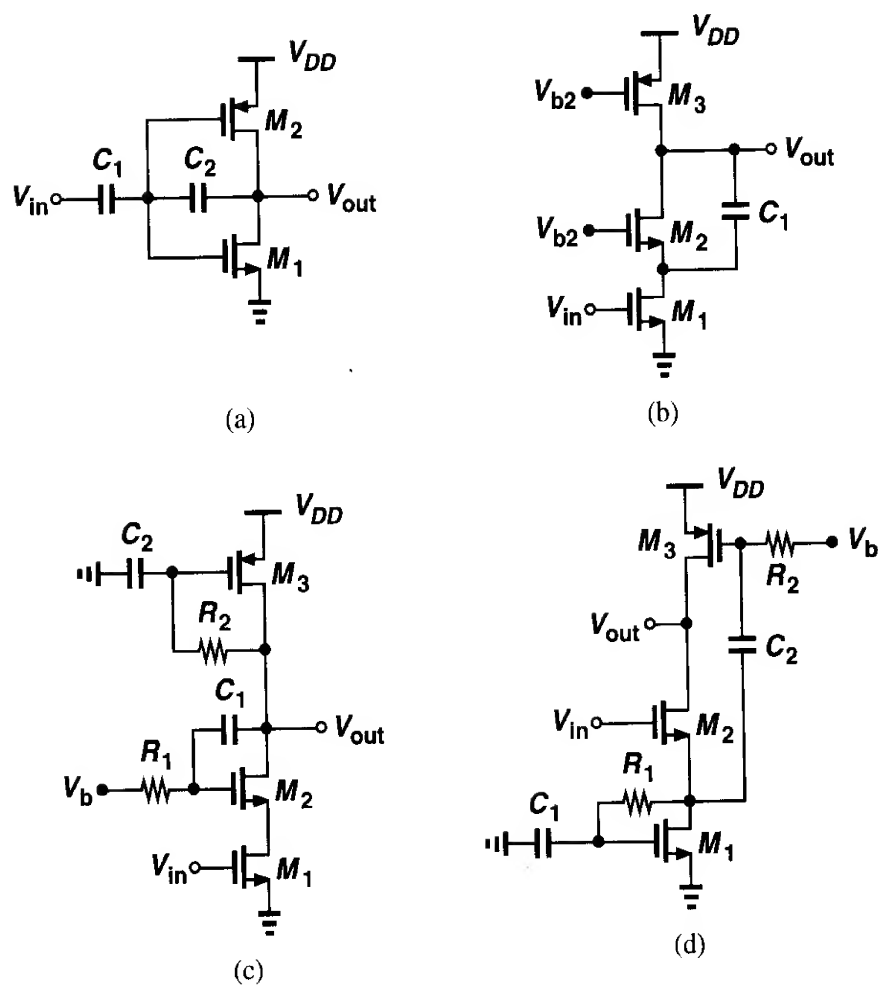 V_DD
M_2
C_1
C_2
V_in
V_out
M_1
(a)
V_DD
V_b2
M_3
V_out
C_1
V_b2
M_2
V_in
M_1
(b)
V_DD
C_2
M_3
R_2
C_1
V_out
R_1
V_b
M_2
V_in
M_1
(c)
V_DD
M_3
V_b
R_2
V_out
C_2
V_in
M_2
R_1
C_1
M_1
(d)